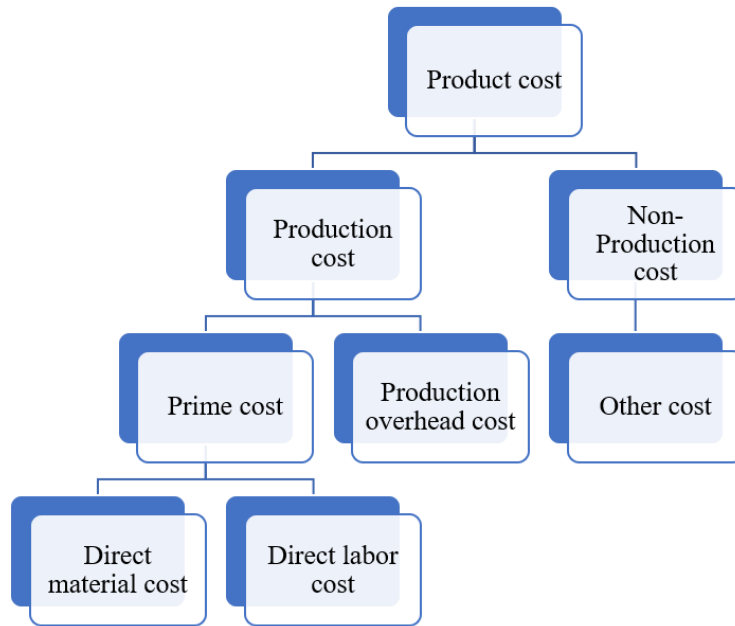 Product cost
Production
cost
Non-
Production
cost
Prime cost
Production
overhead cost
Other cost
Direct
material cost
Direct labor
cost